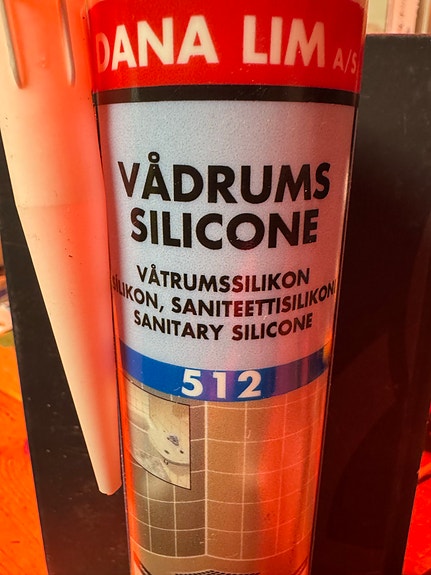 DANA LIM A/S
VÅDRUMS
SILICONE
VÅTRUMSSILIKON
SILIKON, SANITEETTISILIKON,
SANITARY SILICONE
512